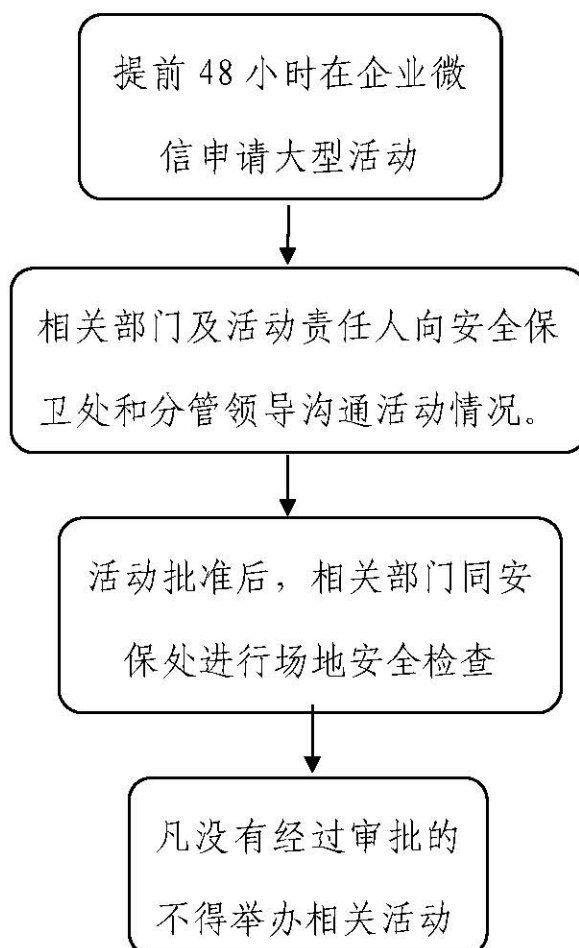 提前 48 小时在企业微
信申请大型活动
相关部门及活动责任人向安全保
卫处和分管领导沟通活动情况。
活动批准后，相关部门同安
保处进行场地安全检查
凡没有经过审批的
不得举办相关活动